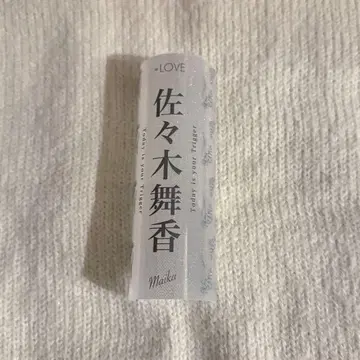 =LOVE
佐々木舞香
Today is your Trigger
Today is your Trigger
Maika